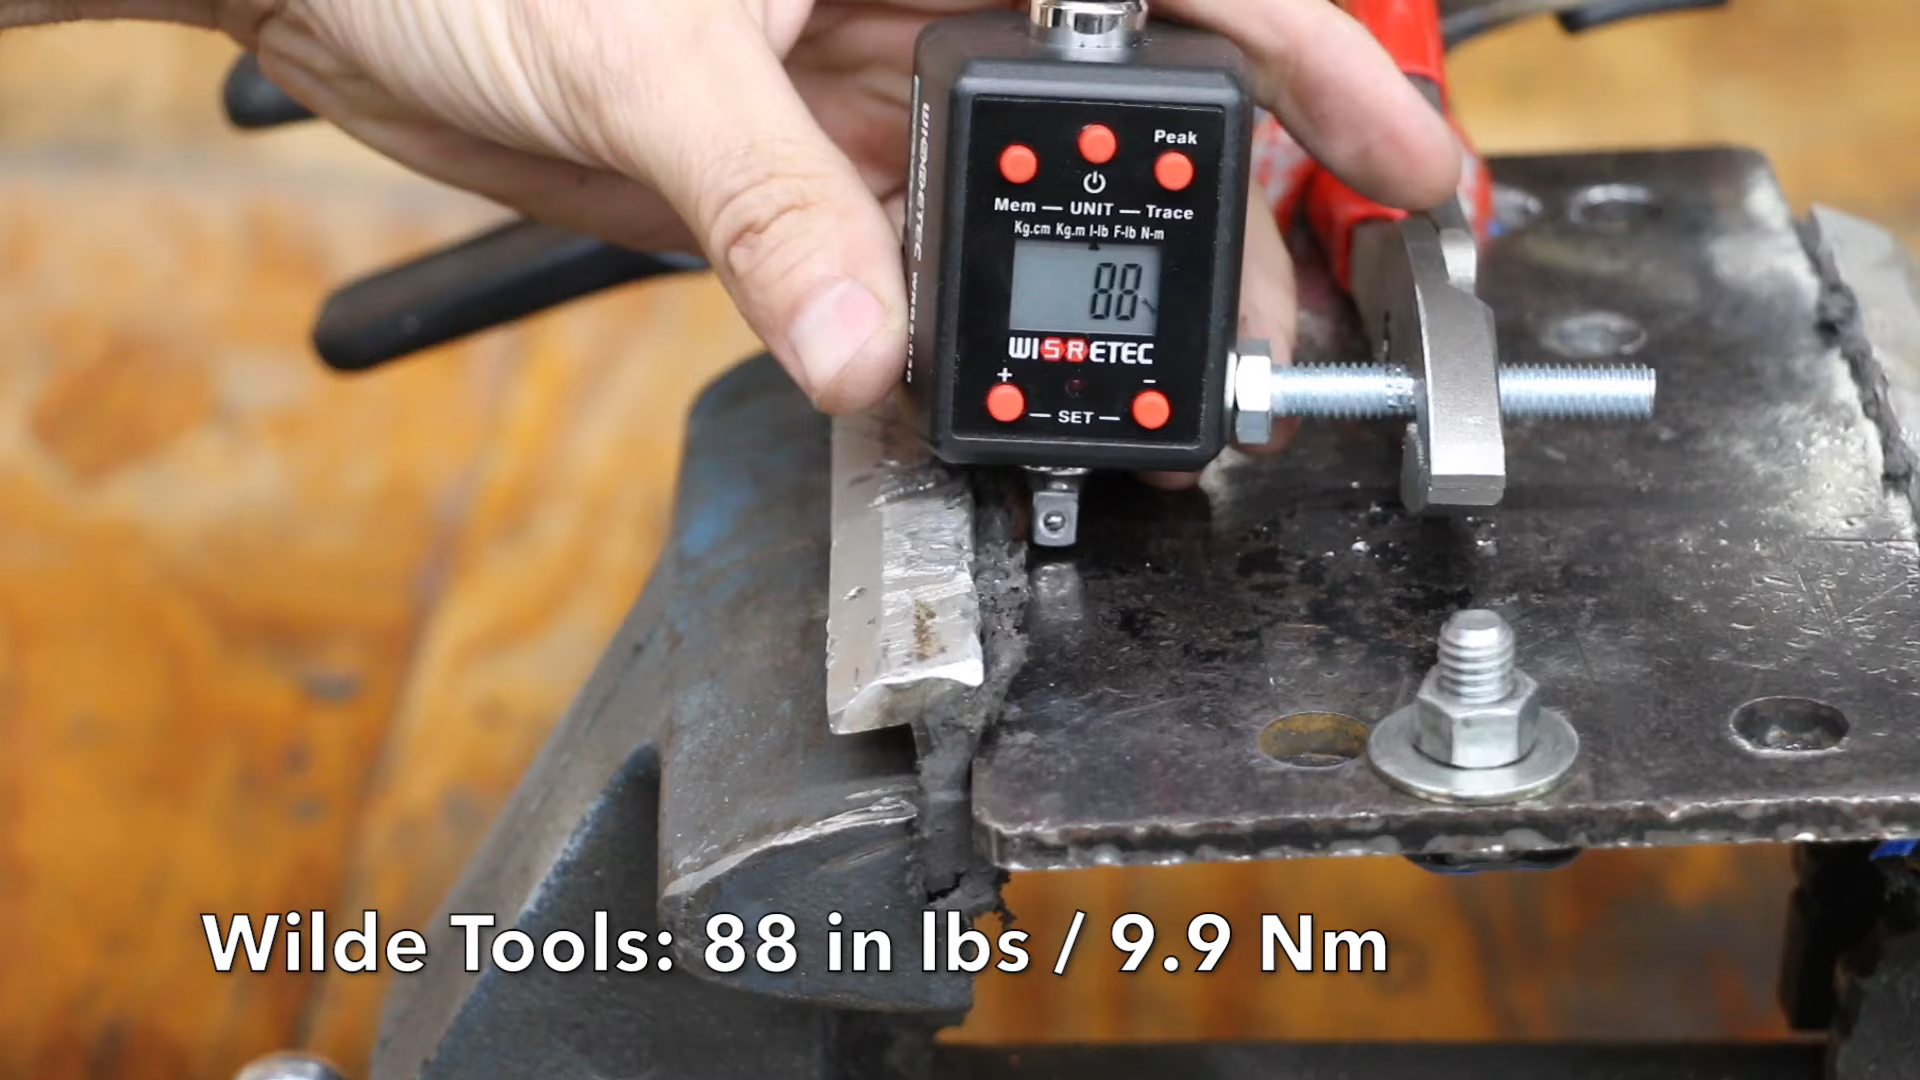 Peak
Mem — UNIT — Trace
Kg.cm Kg.m I-lb F-lb N-m
88
WISRETEC
+ -
— SET —
WISRETEC
Wilde Tools: 88 in lbs / 9.9 Nm